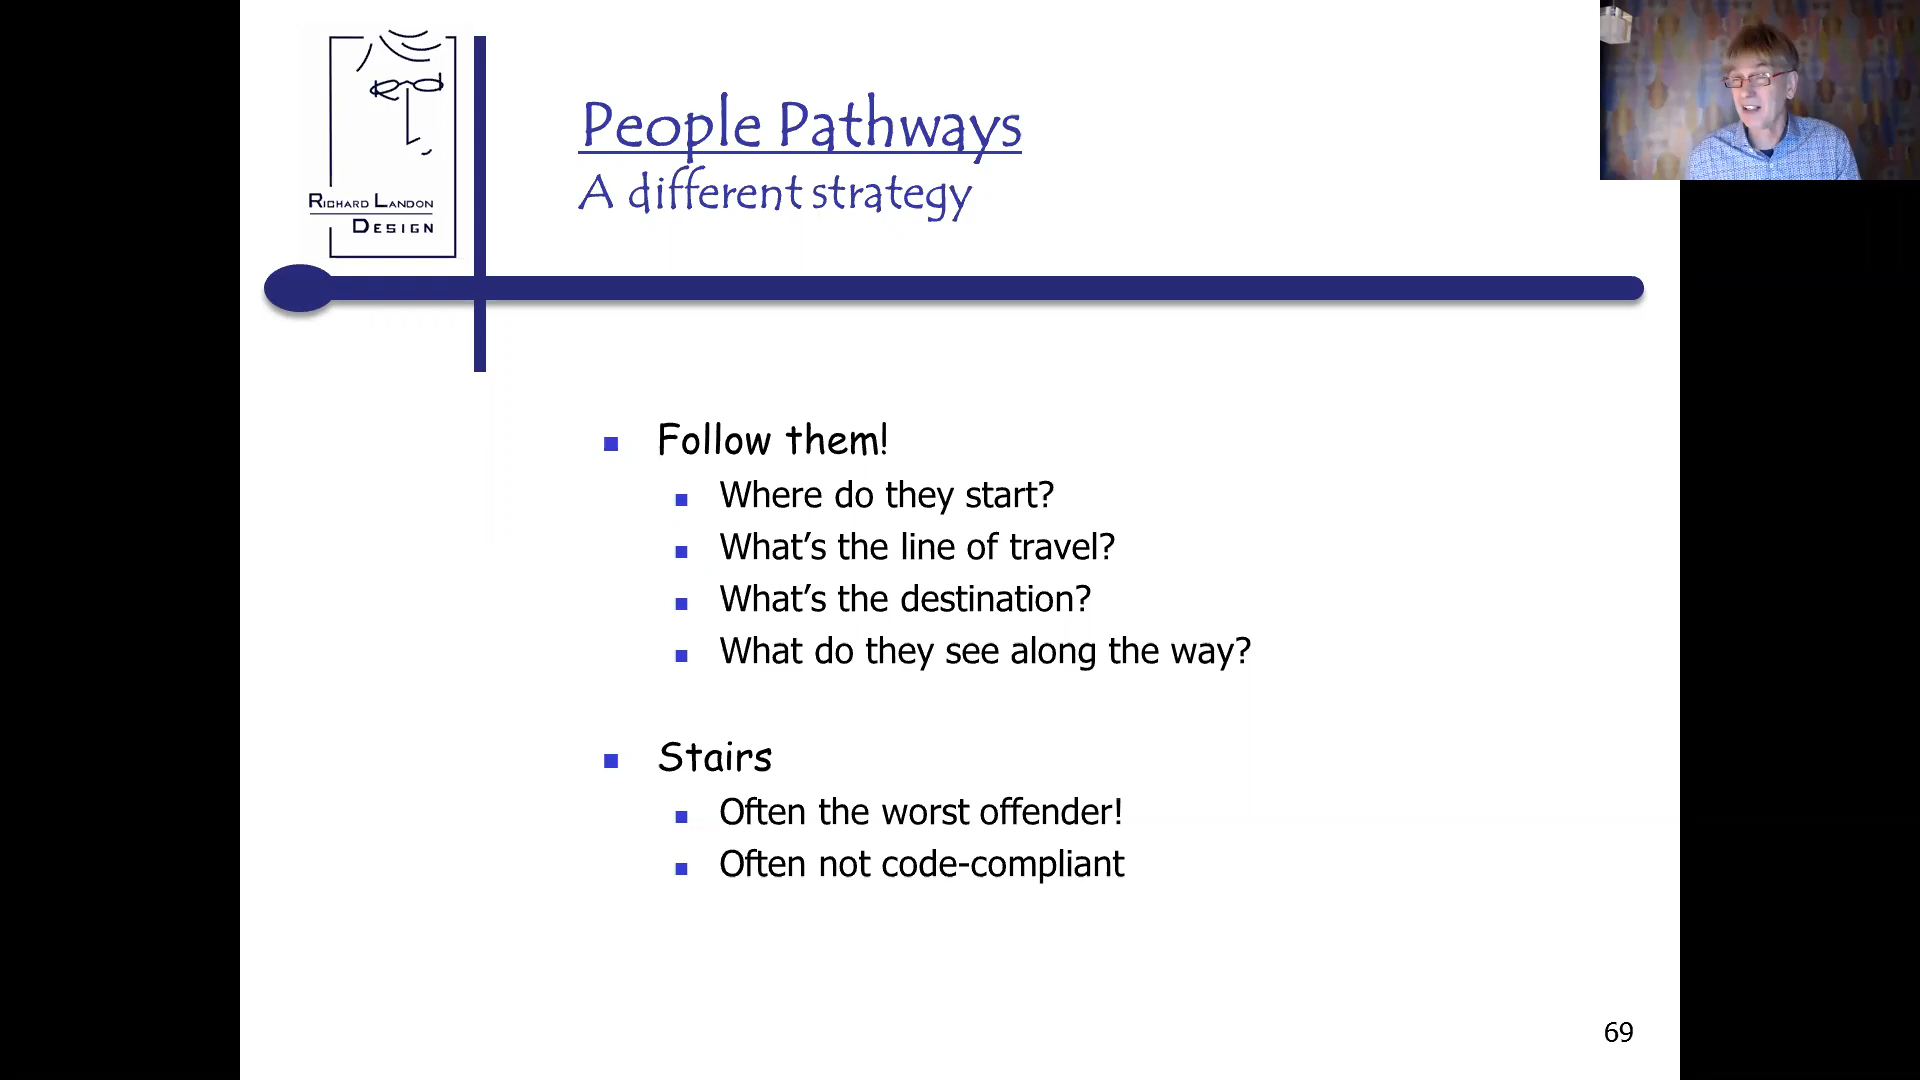 RICHARD LANDON
DESIGN
People Pathways
A different strategy
Follow them!
Where do they start?
What’s the line of travel?
What’s the destination?
What do they see along the way?
Stairs
Often the worst offender!
Often not code-compliant
69